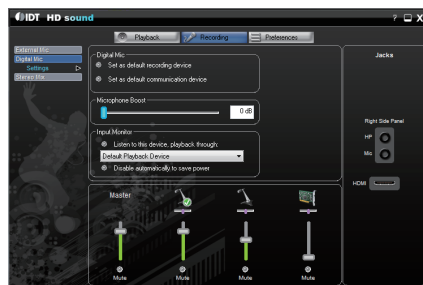 IDT HD sound
? X
Playback
Recording
Preferences
External Mic
Digital Mic
Settings
Stereo Mix
Digital Mic
Set as default recording device
Set as default communication device
Microphone Boost
0 dB
Input Monitor
Listen to this device, playback through:
Default Playback Device
Disable automatically to save power
Master
Mute
Mute
Mute
Mute
Jacks
Right Side Panel
HP
Mic
HDMI